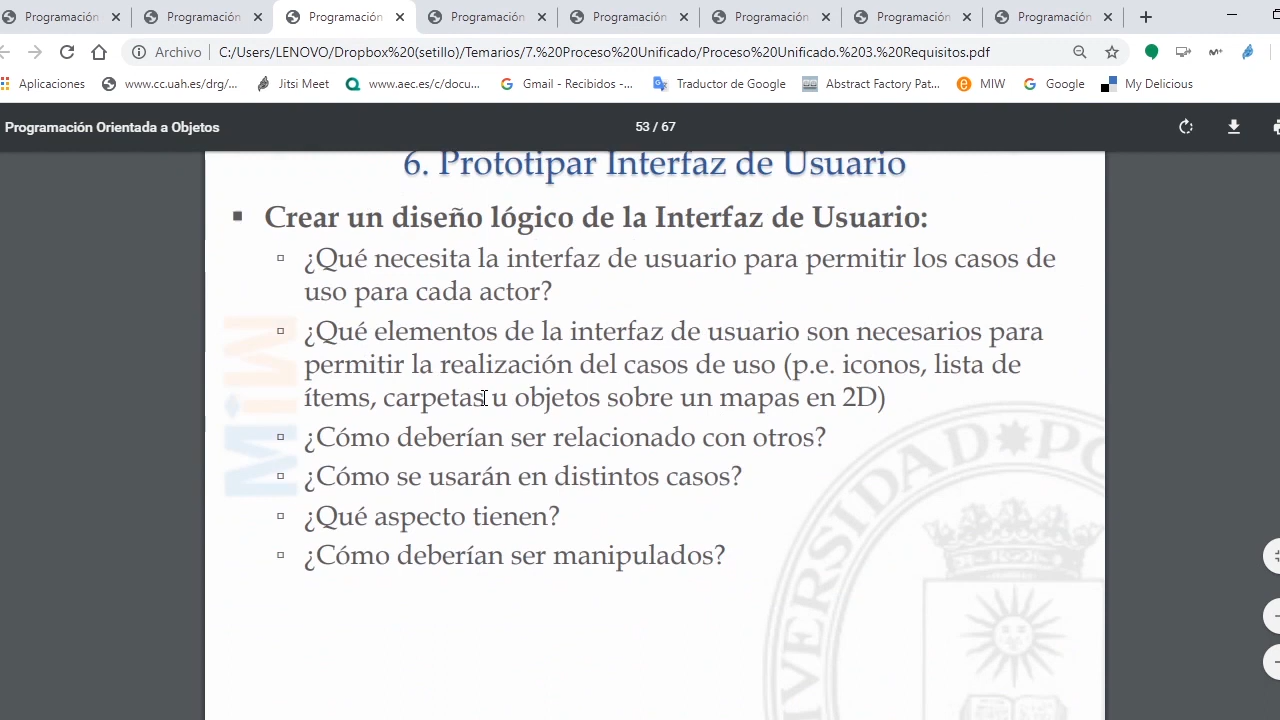 Programación Programación Programación Programación Programación Programación Programación Programación
Archivo C:/Users/LENOVO/Dropbox%20(setillo)/Temarios/7.%20Proceso%20Unificado/Proceso%20Unificado.%203.%20Requisitos.pdf
Aplicaciones www.cc.uah.es/drg/... Jitsi Meet www.ae.es/c/docu... Gmail - Recibidos -... Traductor de Google Abstract Factory Pat... MIW Google My Delicious
Programación Orientada a Objetos 53 / 67
6. Prototipar Interfaz de Usuario
Crear un diseño lógico de la Interfaz de Usuario:
¿Qué necesita la interfaz de usuario para permitir los casos de
uso para cada actor?
¿Qué elementos de la interfaz de usuario son necesarios para
permitir la realización del casos de uso (p.e. iconos, lista de
ítems, carpetas u objetos sobre un mapas en 2D)
¿Cómo deberían ser relacionado con otros?
¿Cómo se usarán en distintos casos?
¿Qué aspecto tienen?
¿Cómo deberían ser manipulados?
MiW
IVERSIDAD PO